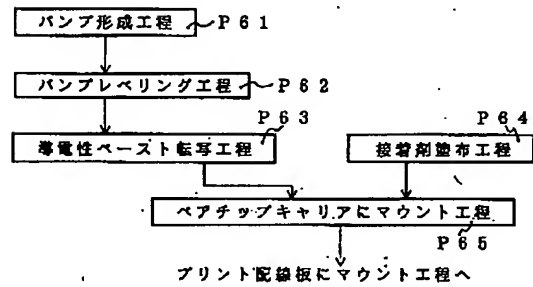 バンプ形成工程 P61
バンプレベリング工程 P62
P63 P64
導電性ペースト転写工程 接着剤塗布工程
ベアチップキャリアにマウント工程
P65
プリント配線板にマウント工程へ